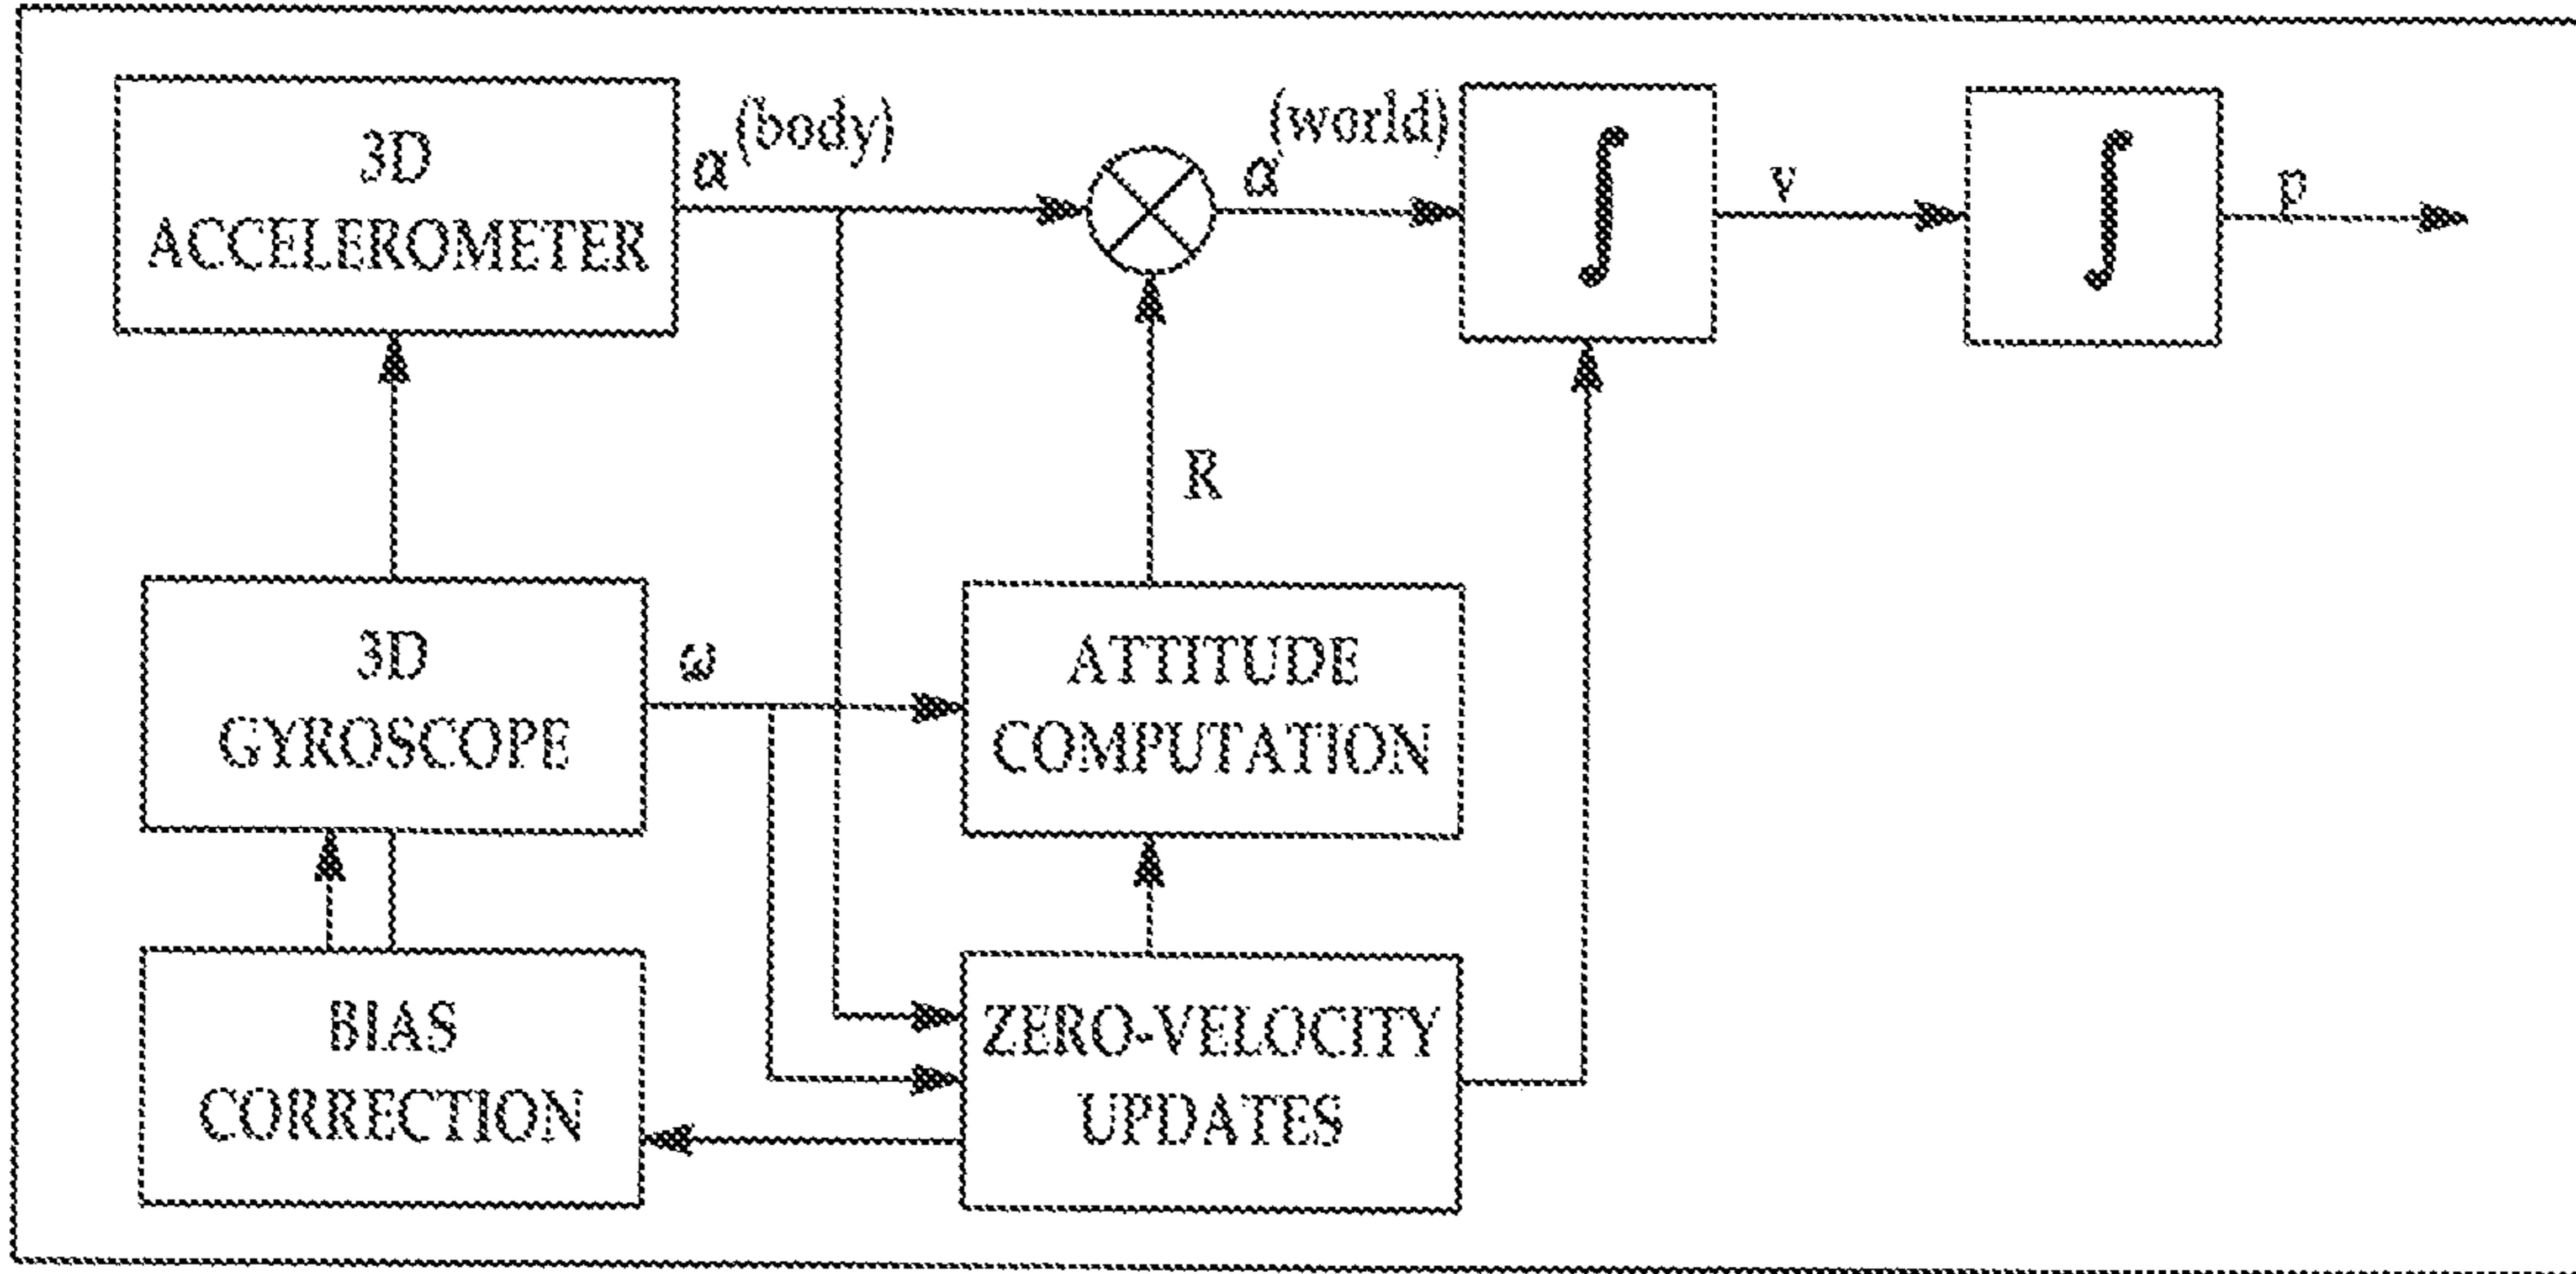 3D
ACCELEROMETER
α(body)
α(world)
∫
v
∫
p
R
3D
GYROSCOPE
ω
ATTITUDE
COMPUTATION
BIAS
CORRECTION
ZERO-VELOCITY
UPDATES